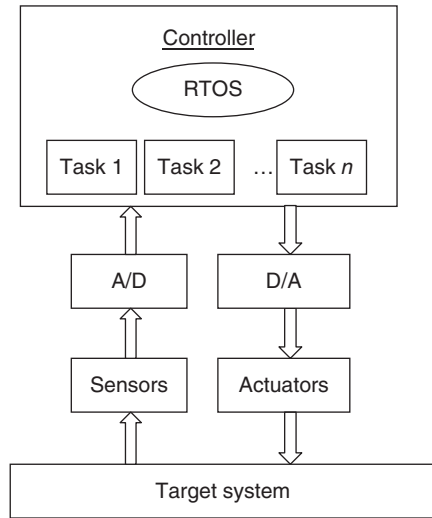 Controller
RTOS
Task 1 Task 2 … Task n
A/D D/A
Sensors Actuators
Target system